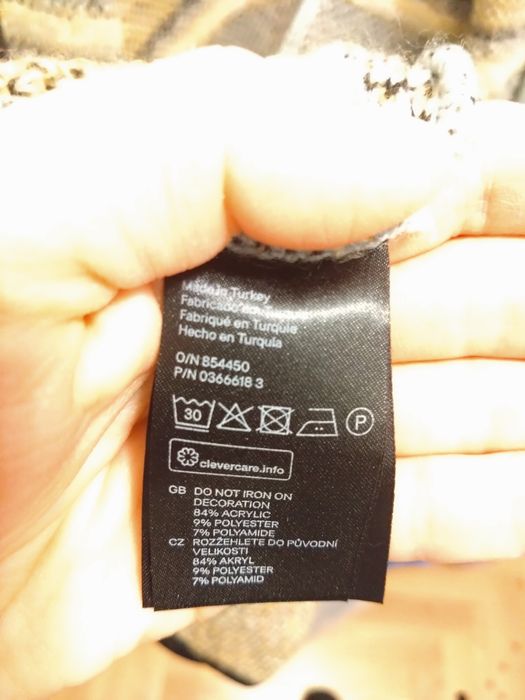 Made in Turkey
Fabricado en
Fabriqué en Turquie
Hecho en Turquía
O/N 854450
P/N 0366618 3
30
P
clevercare.info
GB DO NOT IRON ON
DECORATION
84% ACRYLIC
9% POLYESTER
7% POLYAMIDE
CZ ROZŽEHLETE DO PŮVODNÍ
VELIKOSTI
84% AKRYL
9% POLYESTER
7% POLYAMID